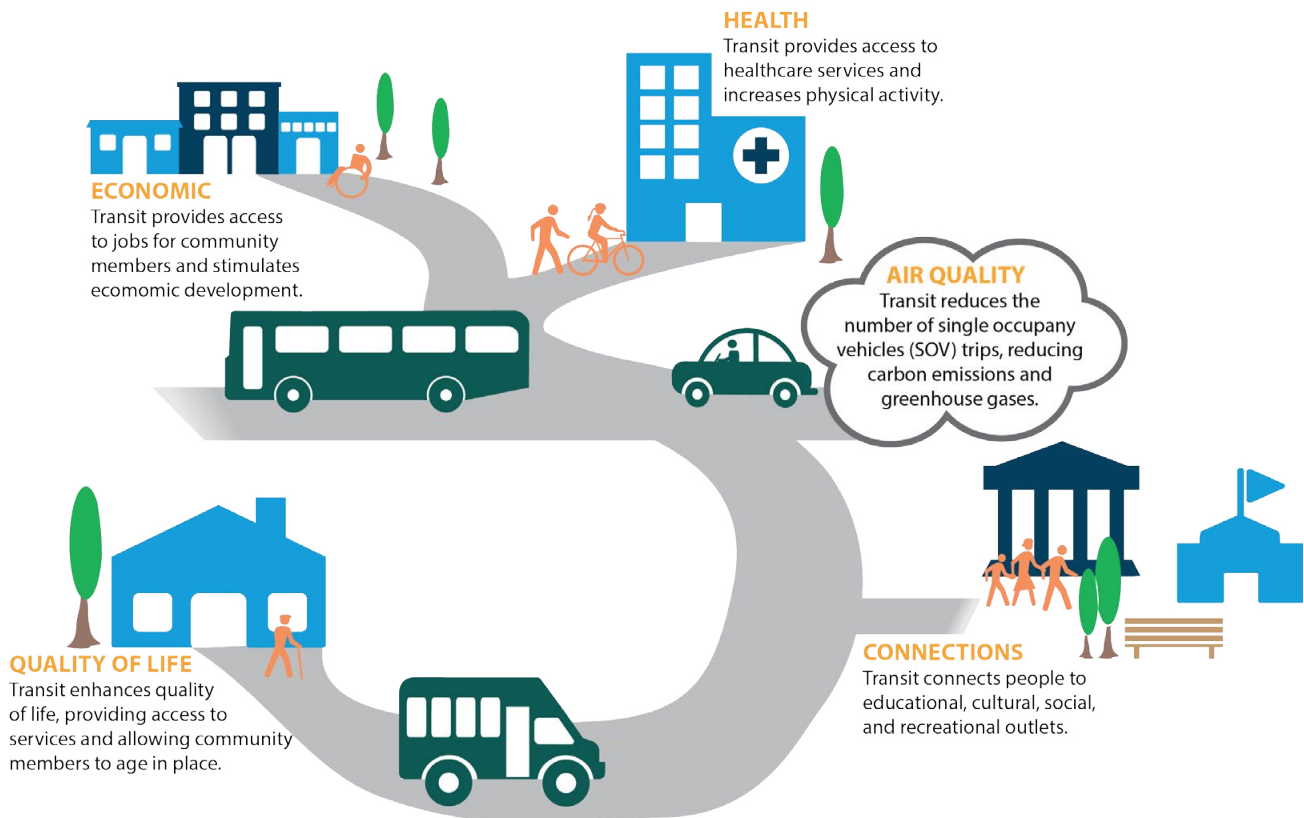 HEALTH
Transit provides access to
healthcare services and
increases physical activity.
ECONOMIC
Transit provides access
to jobs for community
members and stimulates
ecomomic development.
AIR QUALITY
Transit reduces the
number of single occupany
vehicles (SOV) trips, reducing
carbon emissions and
greenhouse gases.
QUALITY OF LIFE
Transit enhances quality
of life, providing access to
services and allowing community
members to age in place.
CONNECTIONS
Transit connects people to
educational, cultural, social,
and recreational outlets.